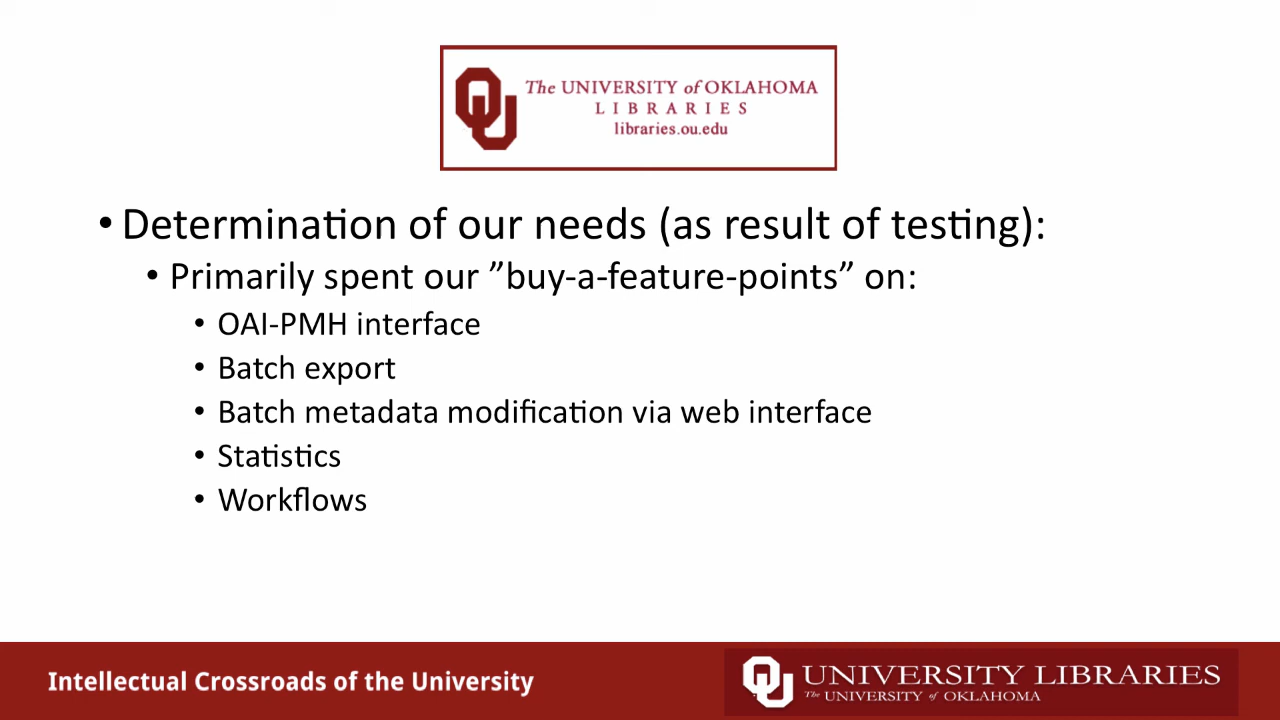 The UNIVERSITY of OKLAHOMA
LIBRARIES
libraries.ou.edu
• Determination of our needs (as result of testing):
• Primarily spent our ”buy-a-feature-points” on:
• OAI-PMH interface
• Batch export
• Batch metadata modification via web interface
• Statistics
• Workflows
Intellectual Crossroads of the University
UNIVERSITY LIBRARIES
The UNIVERSITY of OKLAHOMA